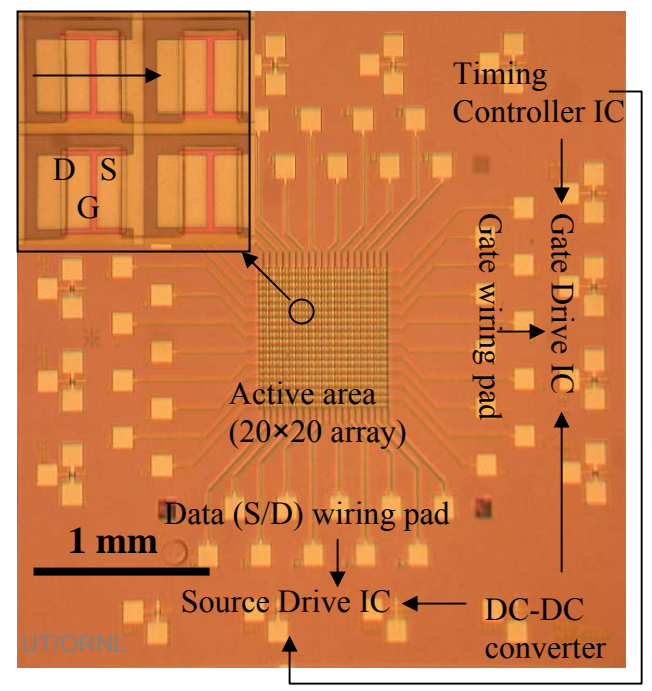 Timing
Controller IC
D S
G
Gate wiring pad
Gate Drive IC
Active area
(20×20 array)
Data (S/D) wiring pad
1 mm
Source Drive IC
DC-DC
converter
UT/ORNL